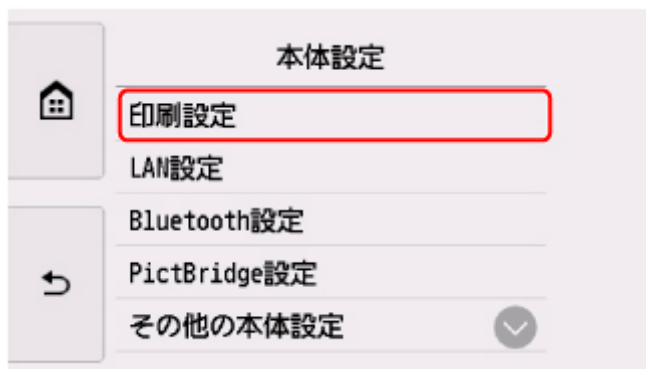 本体設定
印刷設定
LAN設定
Bluetooth設定
PictBridge設定
その他の本体設定